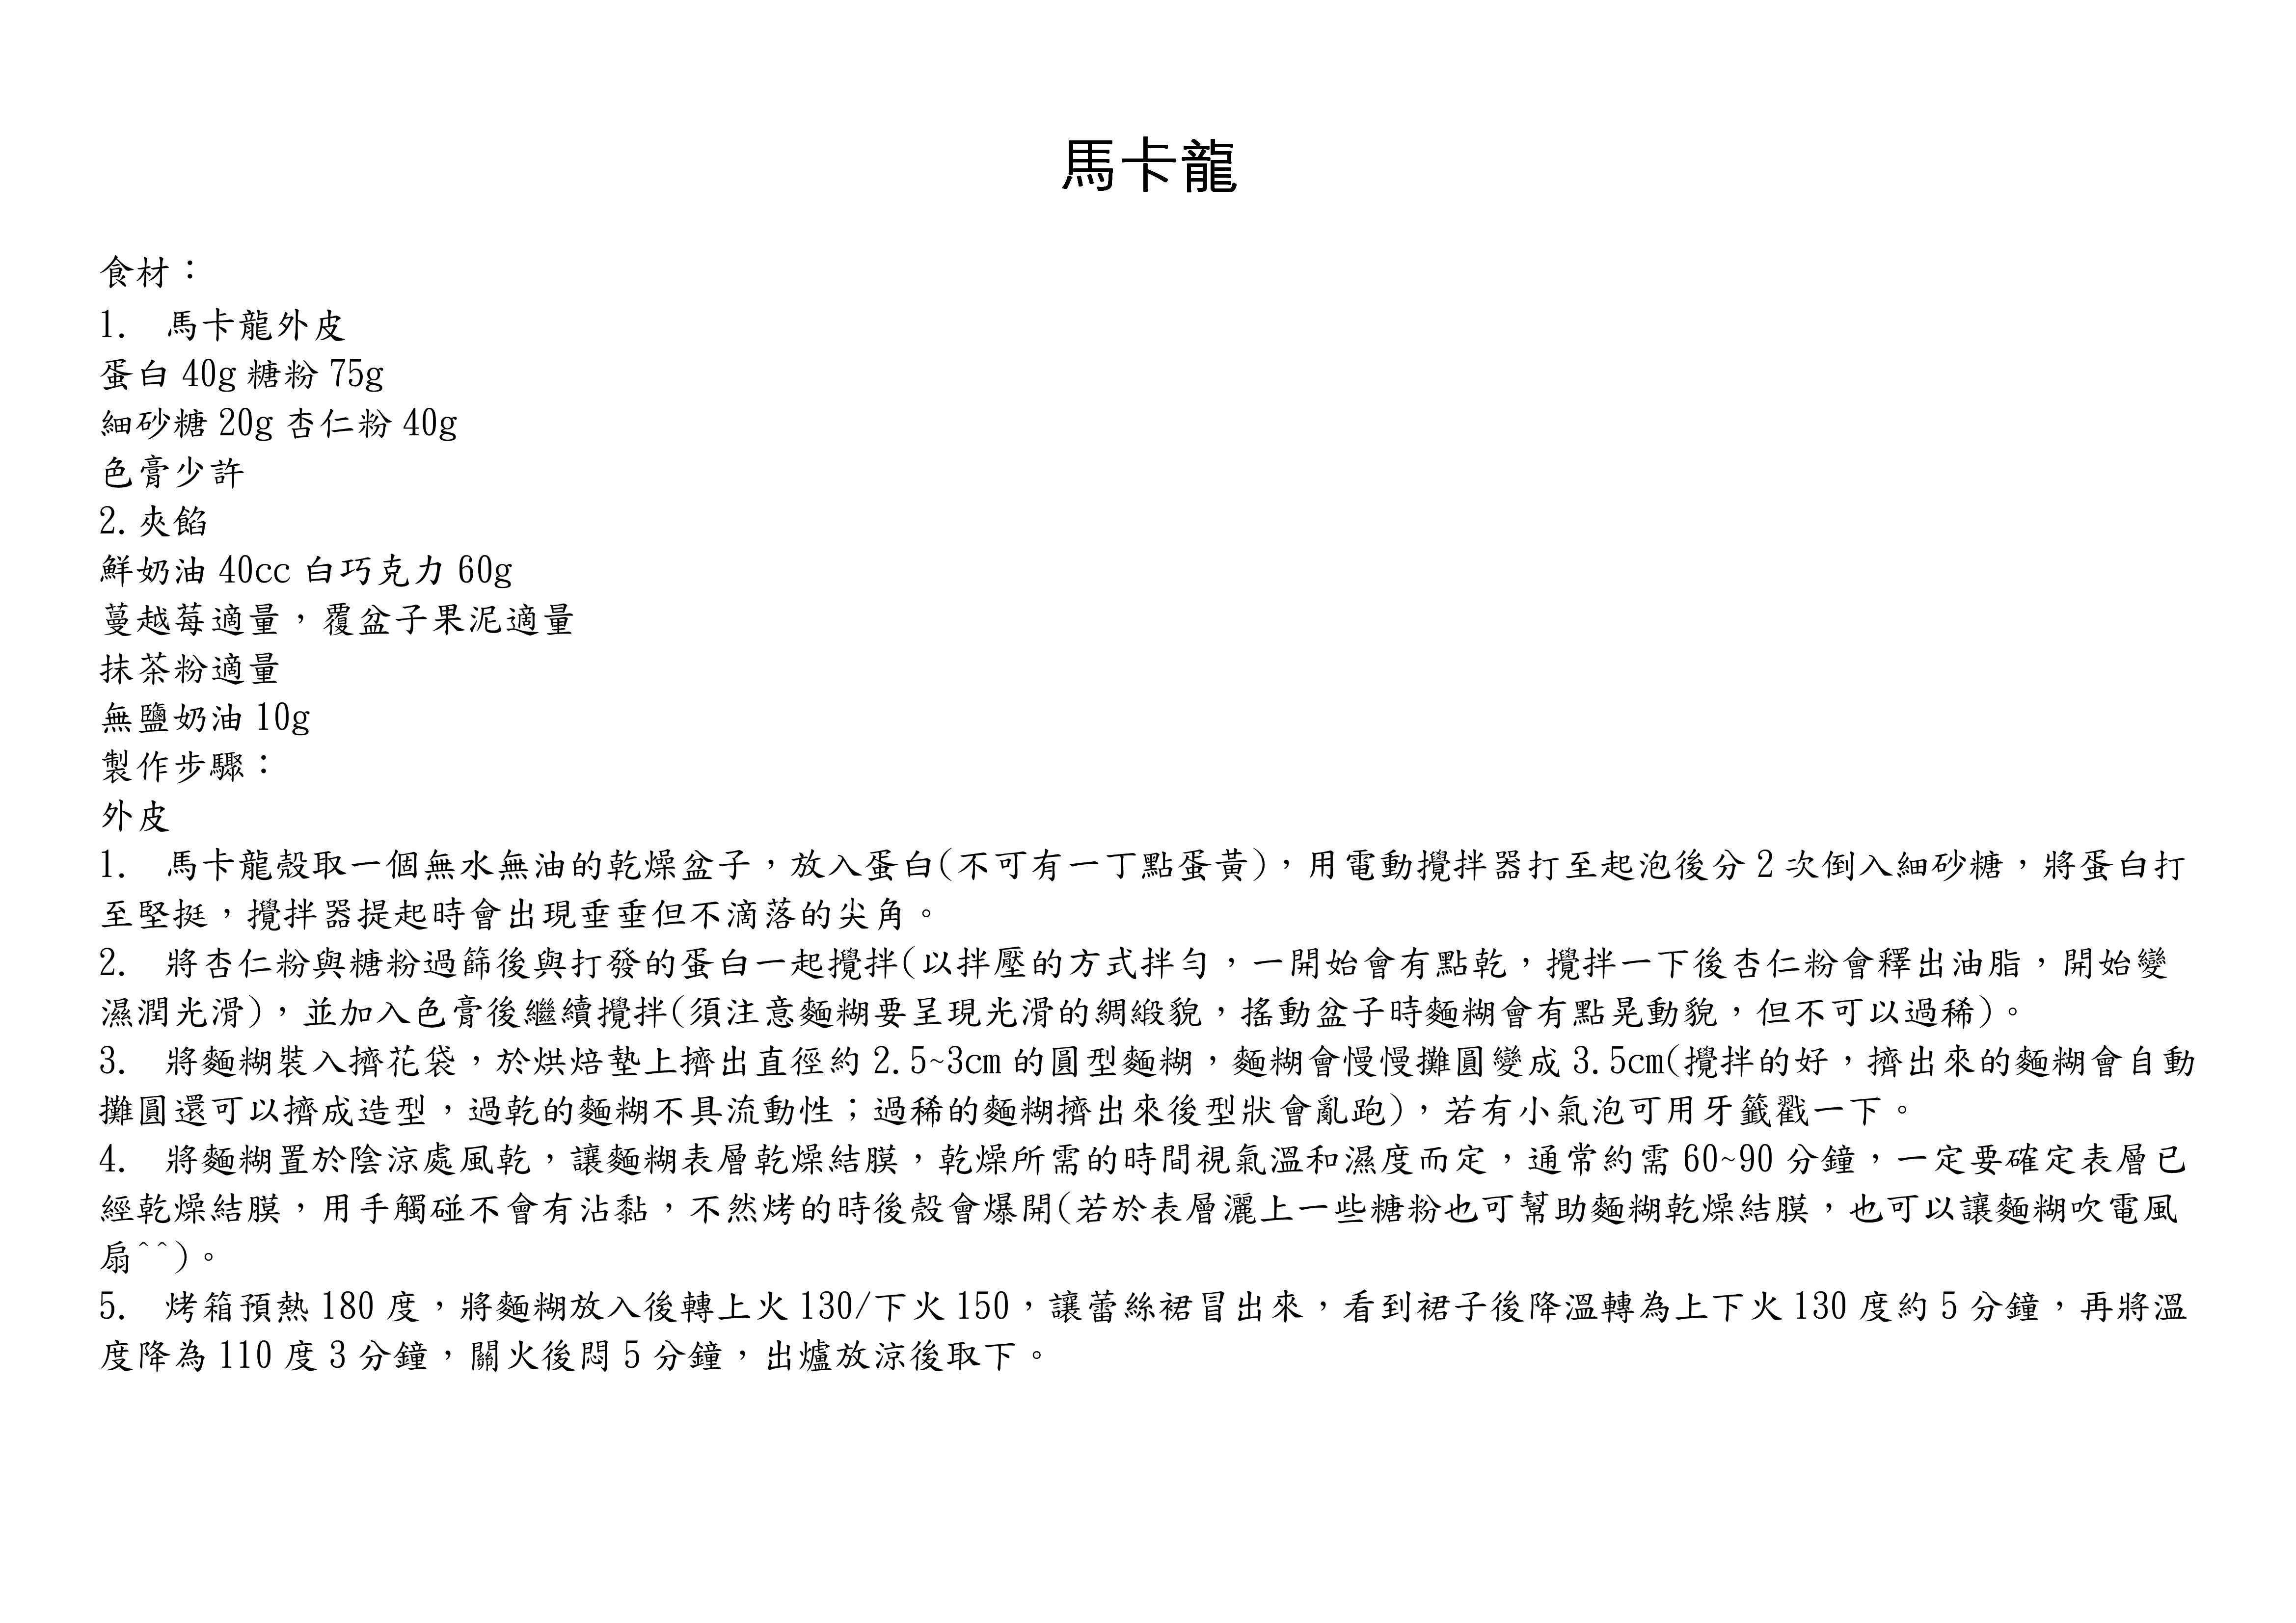 馬卡龍
食材：
1. 馬卡龍外皮
蛋白 40g 糖粉 75g
細砂糖 20g 杏仁粉 40g
色膏少許
2.夾餡
鮮奶油 40cc 白巧克力 60g
蔓越莓適量，覆盆子果泥適量
抹茶粉適量
無鹽奶油 10g
製作步驟：
外皮
1. 馬卡龍殼取一個無水無油的乾燥盆子，放入蛋白(不可有一丁點蛋黃)，用電動攪拌器打至起泡後分 2 次倒入細砂糖，將蛋白打
至堅挺，攪拌器提起時會出現垂垂但不滴落的尖角。
2. 將杏仁粉與糖粉過篩後與打發的蛋白一起攪拌(以拌壓的方式拌勻，一開始會有點乾，攪拌一下後杏仁粉會釋出油脂，開始變
濕潤光滑)，並加入色膏後繼續攪拌(須注意麵糊要呈現光滑的綢緞貌，搖動盆子時麵糊會有點晃動貌，但不可以過稀)。
3. 將麵糊裝入擠花袋，於烘焙墊上擠出直徑約 2.5~3cm 的圓型麵糊，麵糊會慢慢攤圓變成 3.5cm(攪拌的好，擠出來的麵糊會自動
攤圓還可以擠成造型，過乾的麵糊不具流動性；過稀的麵糊擠出來後型狀會亂跑)，若有小氣泡可用牙籤戳一下。
4. 將麵糊置於陰涼處風乾，讓麵糊表層乾燥結膜，乾燥所需的時間視氣溫和濕度而定，通常約需 60~90 分鐘，一定要確定表層已
經乾燥結膜，用手觸碰不會有沾黏，不然烤的時後殼會爆開(若於表層灑上一些糖粉也可幫助麵糊乾燥結膜，也可以讓麵糊吹電風
扇^^)。
5. 烤箱預熱 180 度，將麵糊放入後轉上火 130/下火 150，讓蕾絲裙冒出來，看到裙子後降溫轉為上下火 130 度約 5 分鐘，再將溫
度降為 110 度 3 分鐘，關火後悶 5 分鐘，出爐放涼後取下。